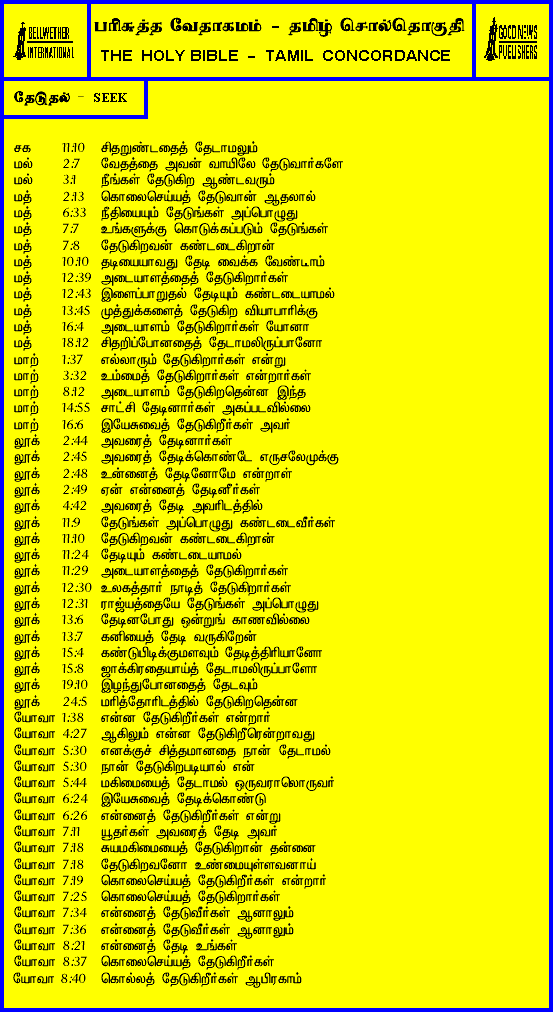 BELLWETHER
INTERNATIONAL
பரிசுத்த வேதாகமம் - தமிழ் சொல்தொகுதி
THE HOLY BIBLE - TAMIL CONCORDANCE
GOOD NEWS
PUBLISHERS
தேடுதல் - SEEK
சக 11:10 சிதறுண்டதைத் தேடாமலும்
மல் 2:7 வேதத்தை அவன் வாயிலே தேடுவார்களே
மல் 3:1 நீங்கள் தேடுகிற ஆண்டவரும்
மத் 2:13 கொலைசெய்யத் தேடுவான் ஆதலால்
மத் 6:33 நீதியையும் தேடுங்கள் அப்பொழுது
மத் 7:7 உங்களுக்கு கொடுக்கப்படும் தேடுங்கள்
மத் 7:8 தேடுகிறவன் கண்டடைகிறான்
மத் 10:10 தடியையாவது தேடி வைக்க வேண்டாம்
மத் 12:39 அடையாளத்தைத் தேடுகிறார்கள்
மத் 12:43 இளைப்பாறுதல் தேடியும் கண்டடையாமல்
மத் 13:45 முத்துக்களைத் தேடுகிற வியாபாரிக்கு
மத் 16:4 அடையாளம் தேடுகிறார்கள் யோனா
மத் 18:12 சிதறிப்போனதைத் தேடாமலிருப்பானோ
மாற் 1:37 எல்லாரும் தேடுகிறார்கள் என்று
மாற் 3:32 உம்மைத் தேடுகிறார்கள் என்றார்கள்
மாற் 8:12 அடையாளம் தேடுகிறதென்ன இந்த
மாற் 14:55 சாட்சி தேடினார்கள் அகப்படவில்லை
மாற் 16:6 இயேசுவைத் தேடுகிறீர்கள் அவர்
லூக் 2:44 அவரைத் தேடினார்கள்
லூக் 2:45 அவரைத் தேடிக்கொண்டே எருசலேமுக்கு
லூக் 2:48 உன்னைத் தேடினோமே என்றாள்
லூக் 2:49 ஏன் என்னைத் தேடினீர்கள்
லூக் 4:42 அவரைத் தேடி அவரிடத்தில்
லூக் 11:9 தேடுங்கள் அப்பொழுது கண்டடைவீர்கள்
லூக் 11:10 தேடுகிறவன் கண்டடைகிறான்
லூக் 11:24 தேடியும் கண்டடையாமல்
லூக் 11:29 அடையாளத்தைத் தேடுகிறார்கள்
லூக் 12:30 உலகத்தார் நாடித் தேடுகிறார்கள்
லூக் 12:31 ராஜ்யத்தையே தேடுங்கள் அப்பொழுது
லூக் 13:6 தேடினபோது ஒன்றுங் காணவில்லை
லூக் 13:7 கனியைத் தேடி வருகிறேன்
லூக் 15:4 கண்டுபிடிக்குமளவும் தேடித்திரியானோ
லூக் 15:8 ஜாக்கிரதையாய்த் தேடாமலிருப்பாளோ
லூக் 19:10 இழந்துபோனதைத் தேடவும்
லூக் 24:5 மரித்தோரிடத்தில் தேடுகிறதென்ன
யோவா 1:38 என்ன தேடுகிறீர்கள் என்றார்
யோவா 4:27 ஆகிலும் என்ன தேடுகிறீரென்றாவது
யோவா 5:30 எனக்குச் சித்தமானதை நான் தேடாமல்
யோவா 5:30 நான் தேடுகிறபடியால் என்
யோவா 5:44 மகிமையைத் தேடாமல் ஒருவராலொருவர்
யோவா 6:24 இயேசுவைத் தேடிக்கொண்டு
யோவா 6:26 என்னைத் தேடுகிறீர்கள் என்று
யோவா 7:11 யூதர்கள் அவரைத் தேடி அவர்
யோவா 7:18 சுயமகிமையைத் தேடுகிறான் தன்னை
யோவா 7:18 தேடுகிறவனோ உண்மையுள்ளவனாய்
யோவா 7:19 கொலைசெய்யத் தேடுகிறீர்கள் என்றார்
யோவா 7:25 கொலைசெய்யத் தேடுகிறார்கள்
யோவா 7:34 என்னைத் தேடுவீர்கள் ஆனாலும்
யோவா 7:36 என்னைத் தேடுவீர்கள் ஆனாலும்
யோவா 8:21 என்னைத் தேடி உங்கள்
யோவா 8:37 கொலைசெய்யத் தேடுகிறீர்கள்
யோவா 8:40 கொல்லத் தேடுகிறீர்கள் ஆபிரகாம்